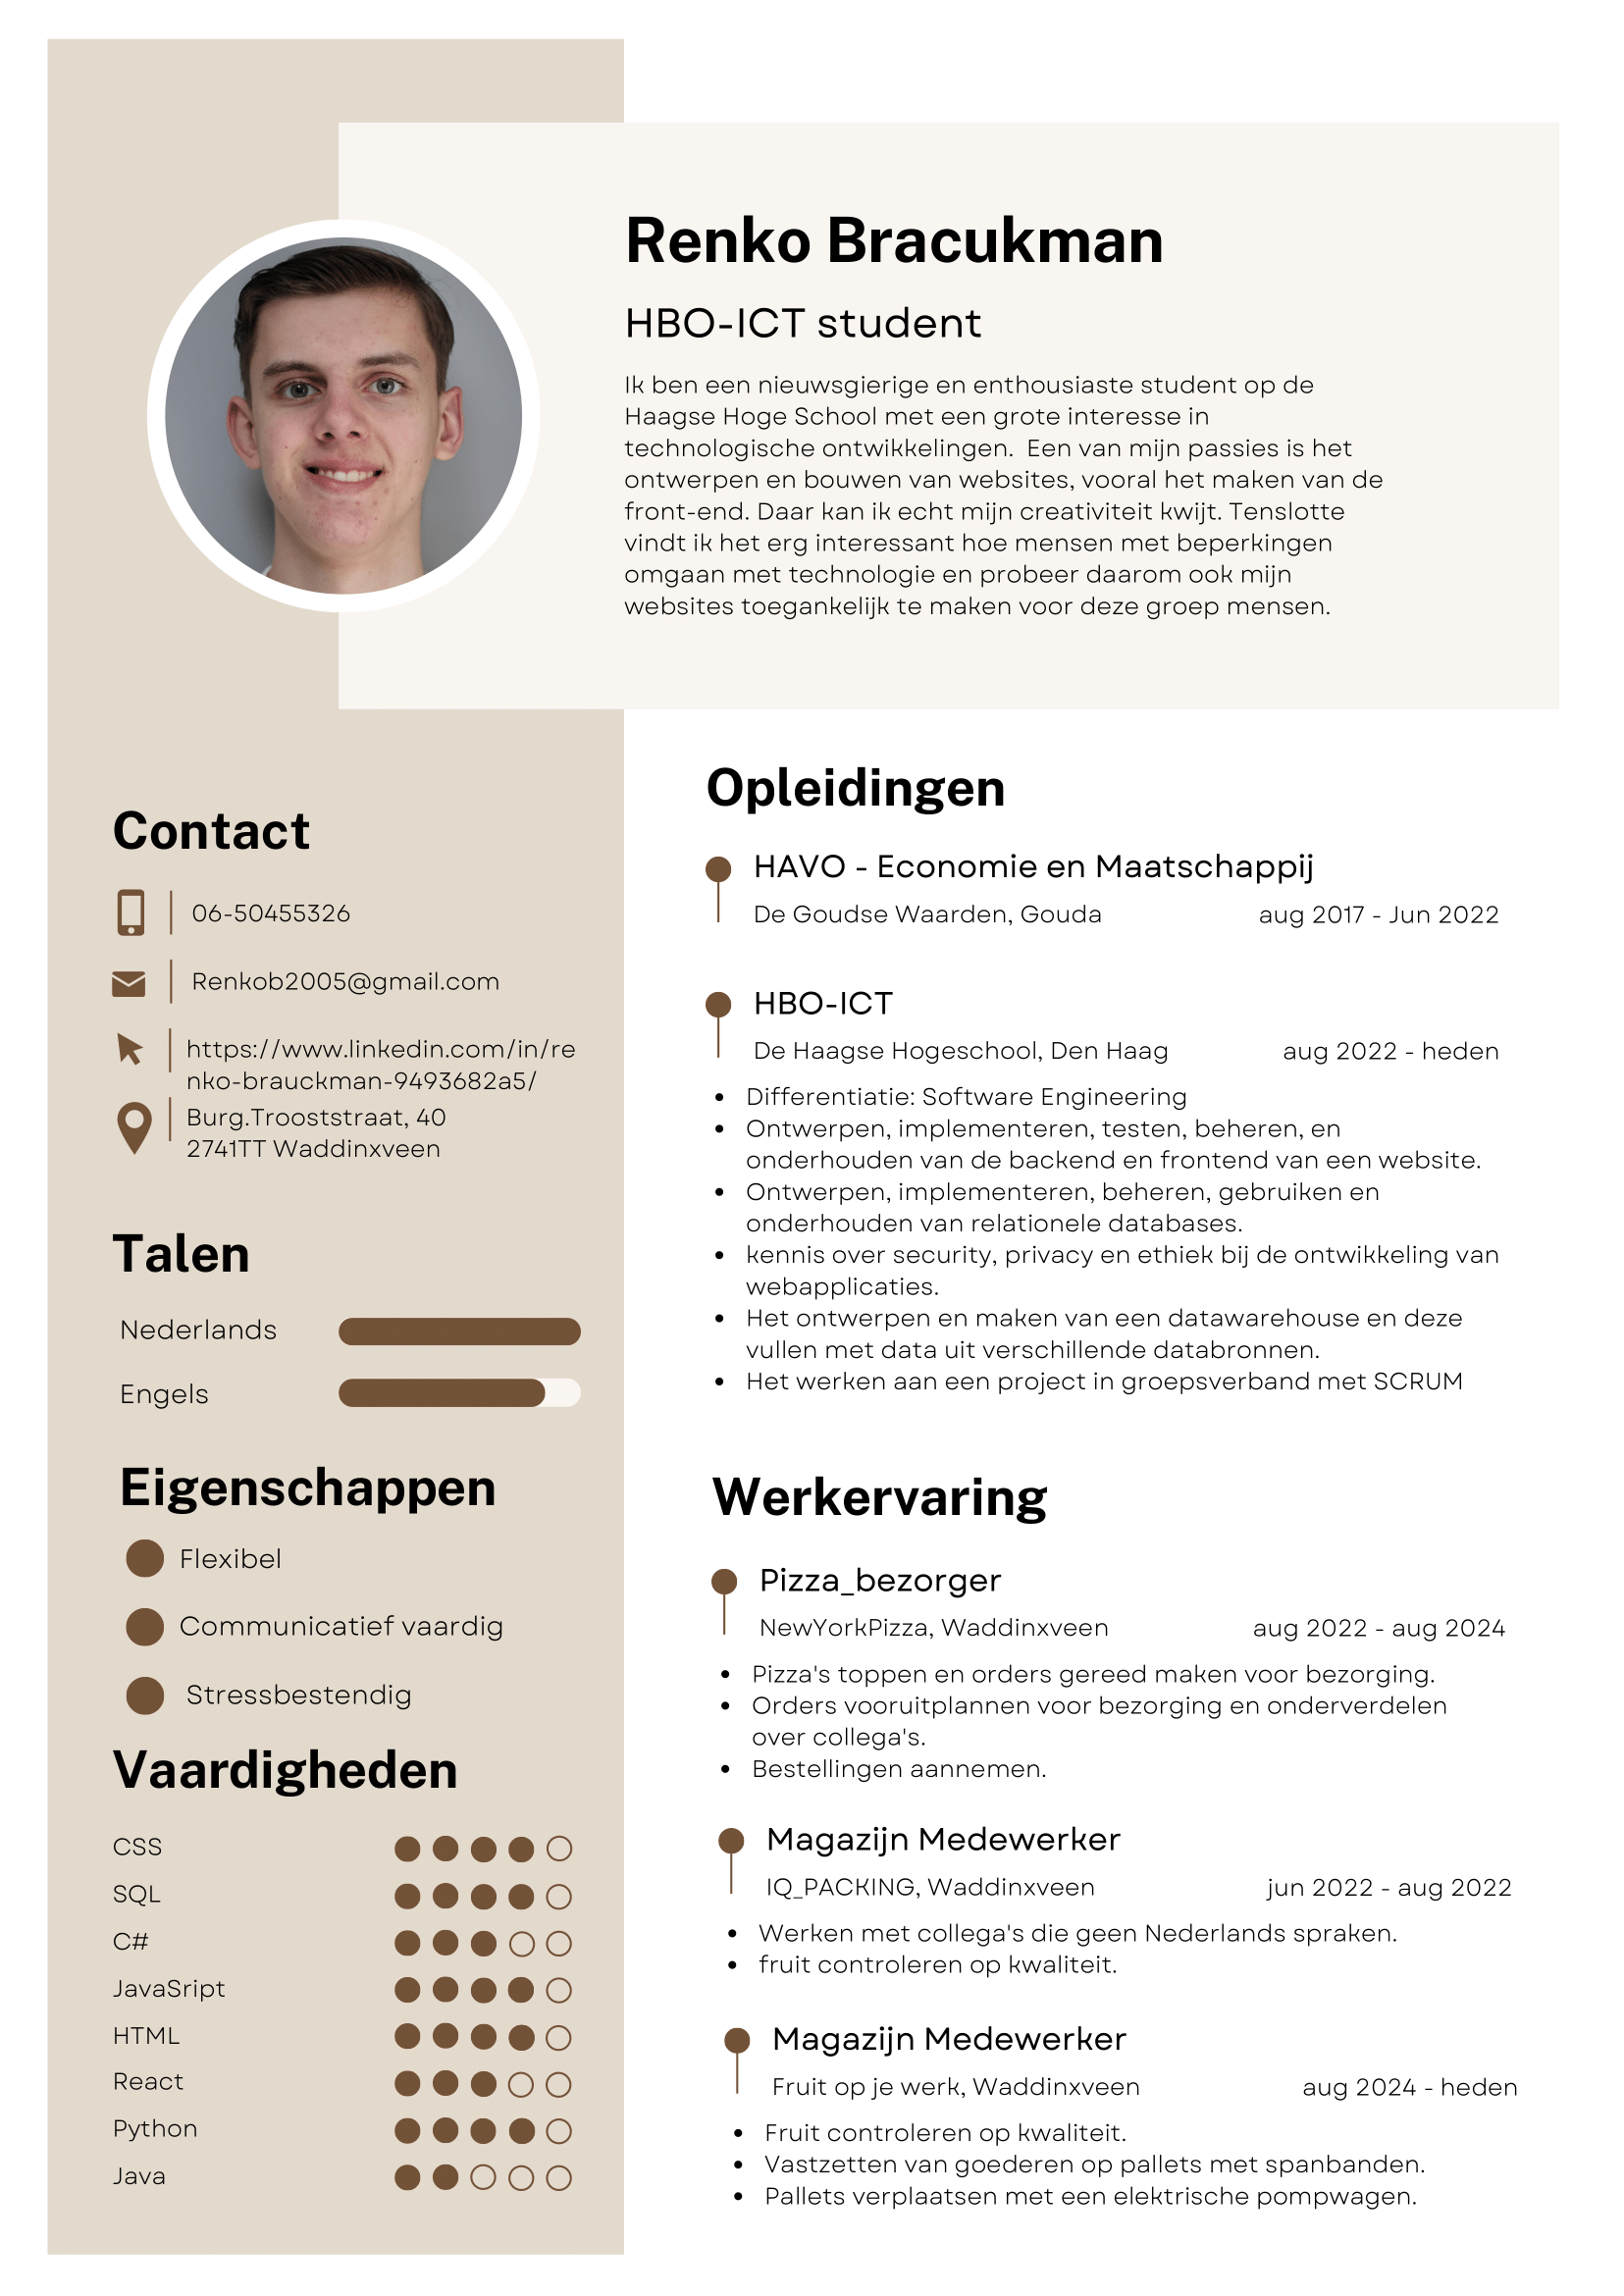 Renko Bracukman
HBO-ICT student
Ik ben een nieuwsgierige en enthousiaste student op de
Haagse Hoge School met een grote interesse in
technologische ontwikkelingen.  Een van mijn passies is het
ontwerpen en bouwen van websites, vooral het maken van de
front-end. Daar kan ik echt mijn creativiteit kwijt. Tenslotte
vindt ik het erg interessant hoe mensen met beperkingen
omgaan met technologie en probeer daarom ook mijn
websites toegankelijk te maken voor deze groep mensen.
Contact
06-50455326
Renkob2005@gmail.com
https://www.linkedin.com/in/re
nko-brauckman-9493682a5/
Burg.Trooststraat, 40
2741TT Waddinxveen
Talen
Nederlands
Engels
Eigenschappen
Flexibel
Communicatief vaardig
Stressbestendig
Vaardigheden
CSS
SQL
C#
JavaSript
HTML
React
Python
Java
Opleidingen
HAVO - Economie en Maatschappij
De Goudse Waarden, Gouda aug 2017 - Jun 2022
HBO-ICT
De Haagse Hogeschool, Den Haag aug 2022 - heden
• Differentiatie: Software Engineering
• Ontwerpen, implementeren, testen, beheren, en
onderhouden van de backend en frontend van een website.
• Ontwerpen, implementeren, beheren, gebruiken en
onderhouden van relationele databases.
• kennis over security, privacy en ethiek bij de ontwikkeling van
webapplicaties.
• Het ontwerpen en maken van een datawarehouse en deze
vullen met data uit verschillende databronnen.
• Het werken aan een project in groepsverband met SCRUM
Werkervaring
Pizza_bezorger
NewYorkPizza, Waddinxveen aug 2022 - aug 2024
• Pizza's toppen en orders gereed maken voor bezorging.
• Orders vooruitplannen voor bezorging en onderverdelen
over collega's.
• Bestellingen aannemen.
Magazijn Medewerker
IQ_PACKING, Waddinxveen jun 2022 - aug 2022
• Werken met collega's die geen Nederlands spraken.
• fruit controleren op kwaliteit.
Magazijn Medewerker
Fruit op je werk, Waddinxveen aug 2024 - heden
• Fruit controleren op kwaliteit.
• Vastzetten van goederen op pallets met spanbanden.
• Pallets verplaatsen met een elektrische pompwagen.